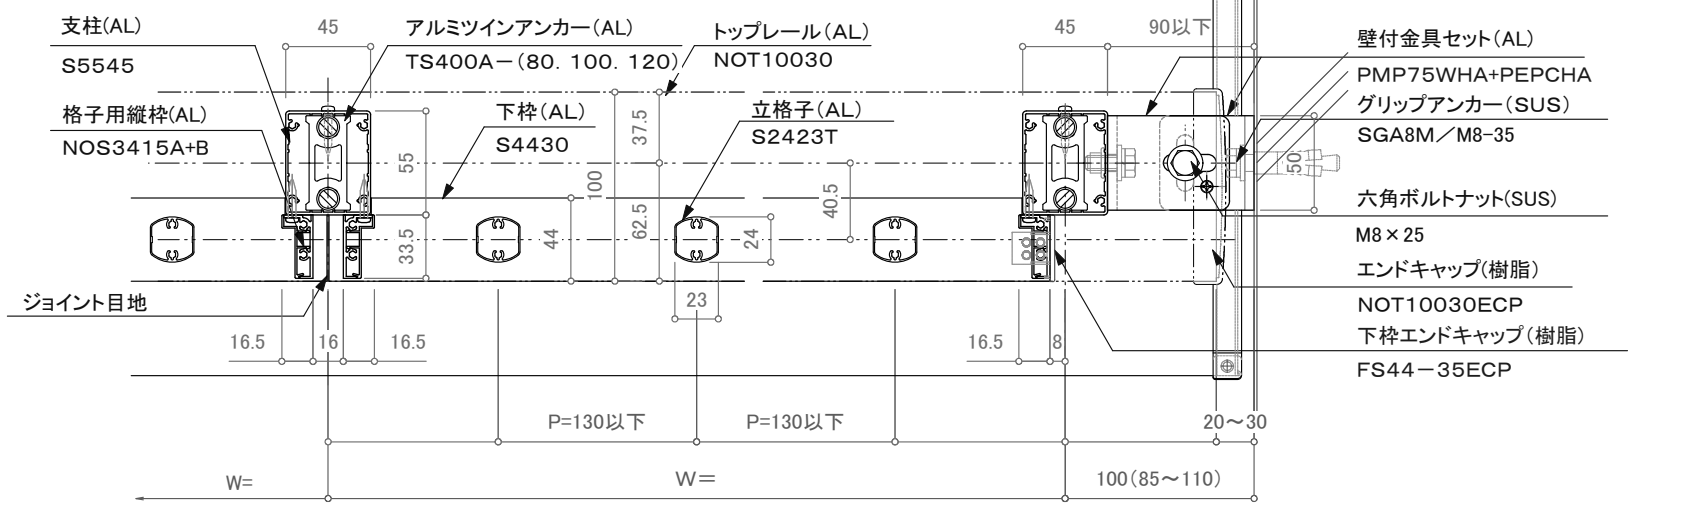 支柱(AL)
S5545
45
アルミツインアンカー(AL)
TS400A－(80. 100. 120)
トップレール(AL)
NOT10030
45
90以下
壁付金具セット(AL)
PMP75WHA+PEPCHA
グリップアンカー(SUS)
SGA8M／M8-35
格子用縦枠(AL)
NOS3415A+B
下枠(AL)
S4430
立格子(AL)
S2423T
55
33.5
44
100
37.5
62.5
24
40.5
50
23
六角ボルトナット(SUS)
M8×25
エンドキャップ(樹脂)
NOT10030ECP
下枠エンドキャップ(樹脂)
FS44－35ECP
ジョイント目地
16.5
16
16.5
16.5
8
P=130以下
P=130以下
20～30
W=
W=
100(85～110)